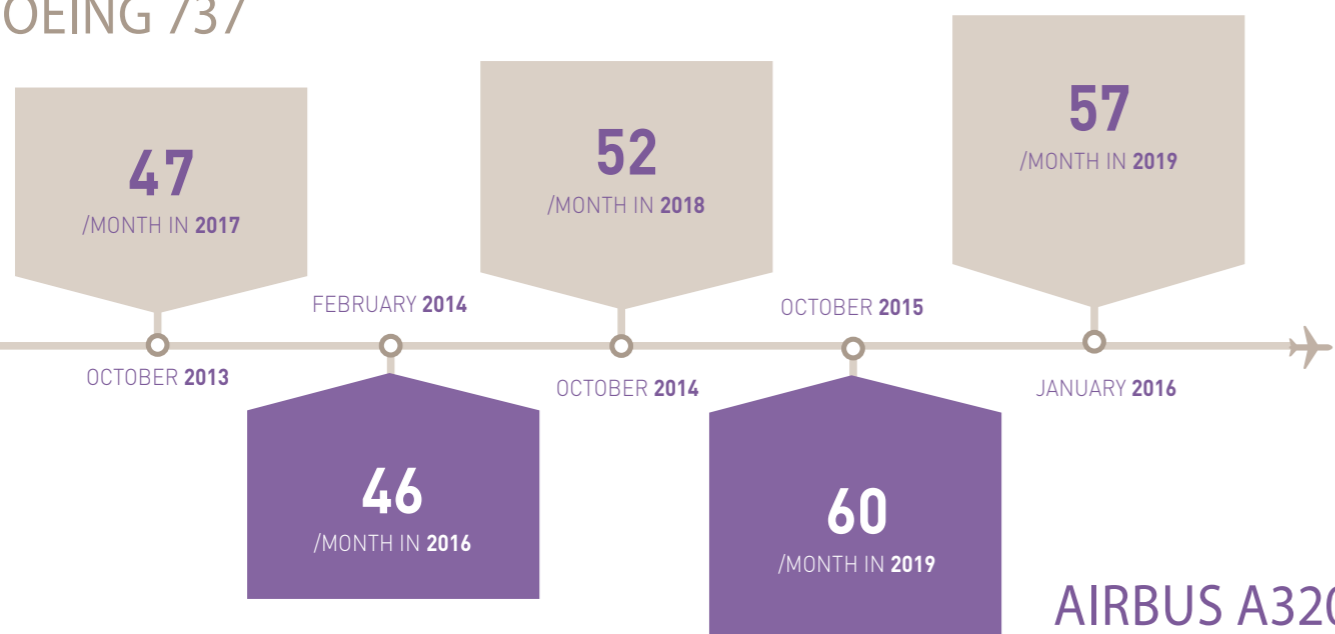 OEING 737
47
/MONTH IN 2017
52
/MONTH IN 2018
57
/MONTH IN 2019
FEBRUARY 2014
OCTOBER 2015
OCTOBER 2013
OCTOBER 2014
JANUARY 2016
46
/MONTH IN 2016
60
/MONTH IN 2019
AIRBUS A320